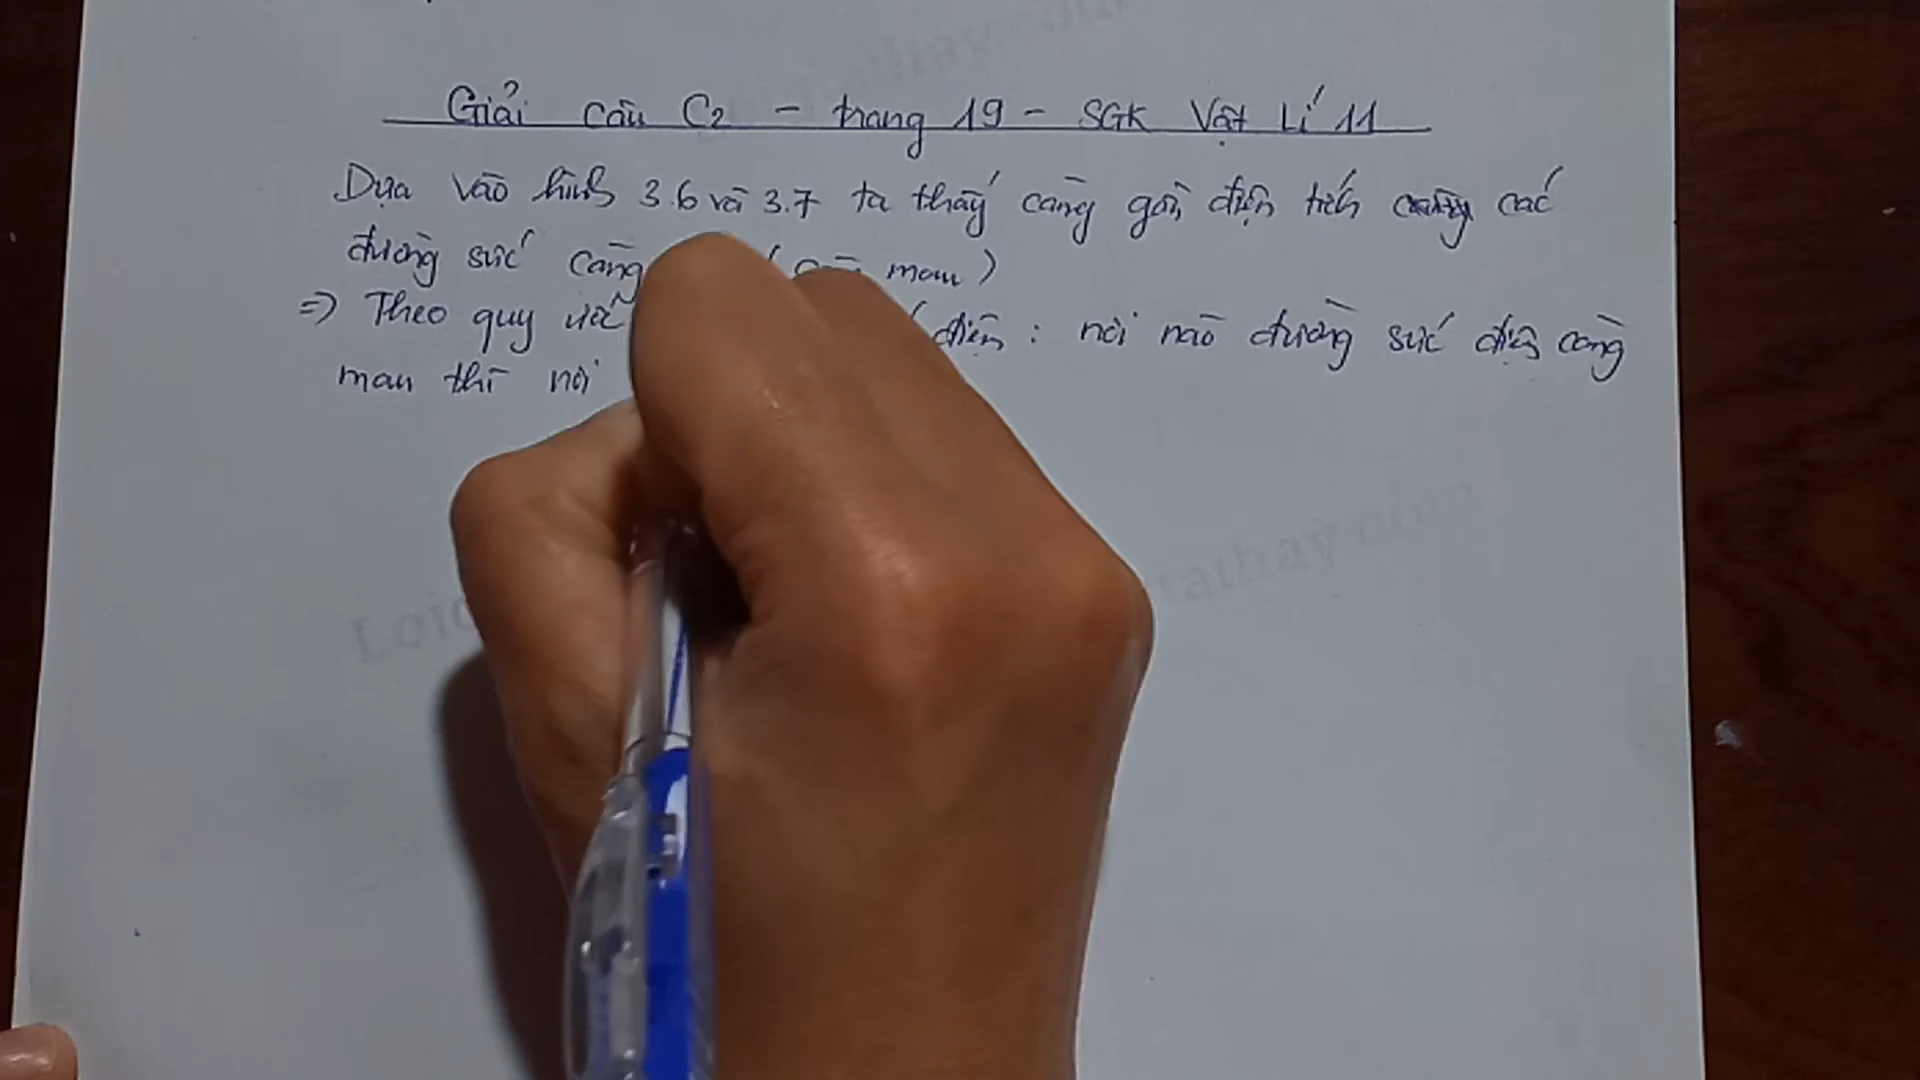 Giải câu C2 - trang 19 - SGK Vật Lí 11
Dựa vào hình 3.6 và 3.7 ta thấy càng gần điện tích các
đường sức càng mau)
=> Theo quy ước điện : nơi nào đường sức điện càng
mau thì nơi